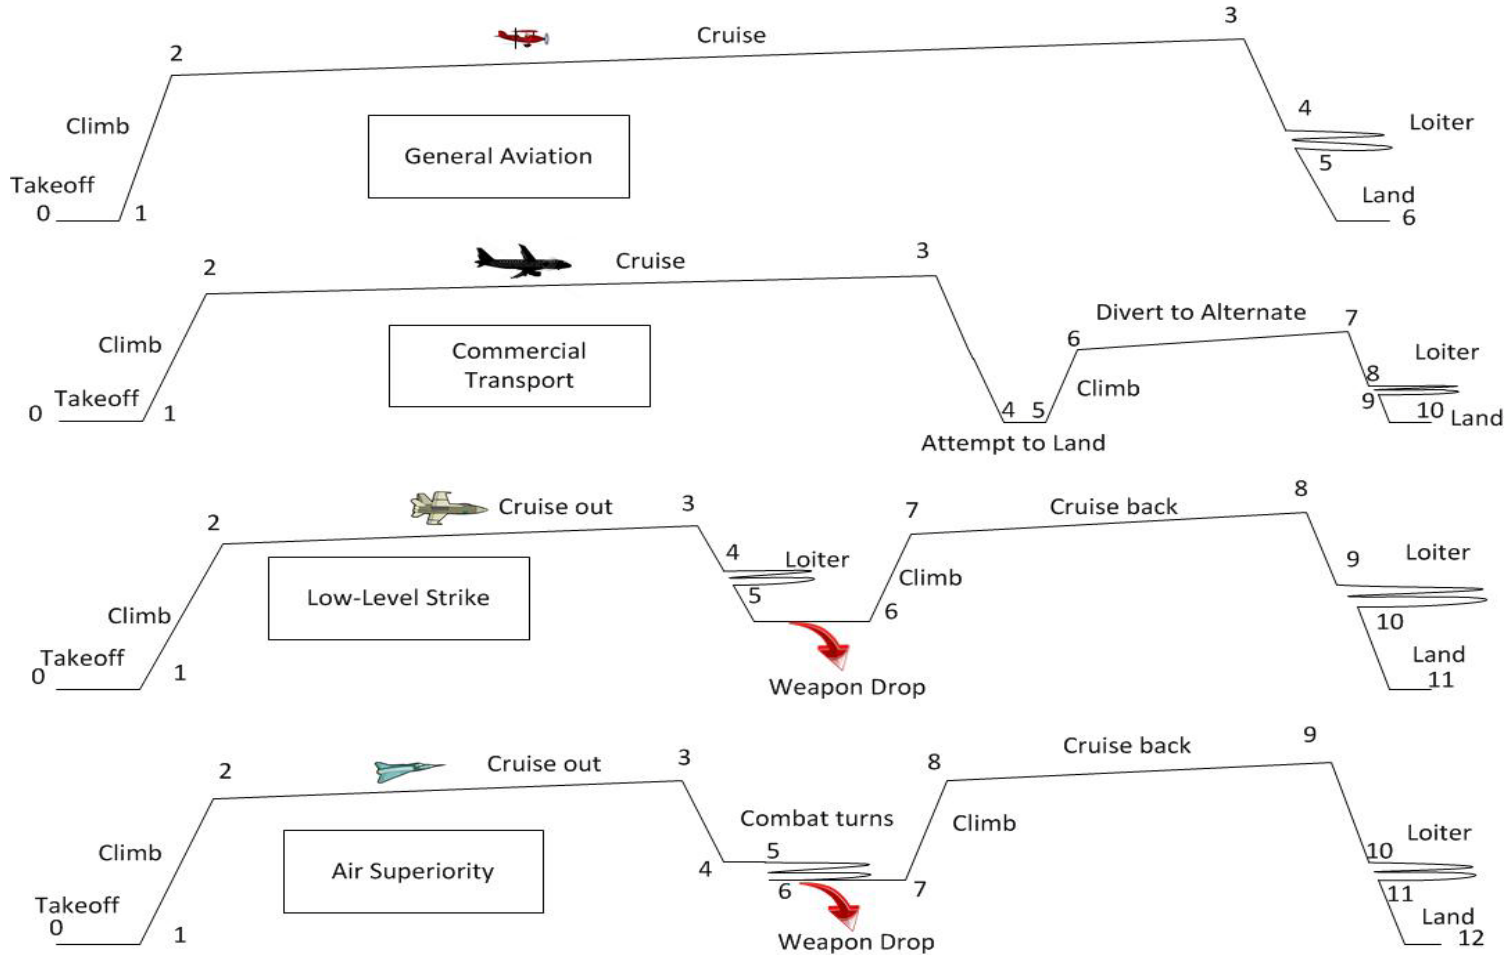 3
Cruise
2
4
Climb
Loiter
General Aviation
5
Takeoff
Land
0
1
6
3
2
Cruise
Divert to Alternate
7
6
Climb
Commercial
Transport
Loiter
8
Climb
Takeoff
9
10
Land
0
1
4
5
Attempt to Land
8
3
Cruise out
7
Cruise back
2
4
Loiter
9
Loiter
Climb
Low-Level Strike
5
6
Climb
10
Takeoff
Land
0
1
11
Weapon Drop
9
Cruise back
3
Cruise out
8
2
Combat turns
Climb
Loiter
Climb
5
10
Air Superiority
4
6
7
11
Takeoff
Land
0
1
12
Weapon Drop